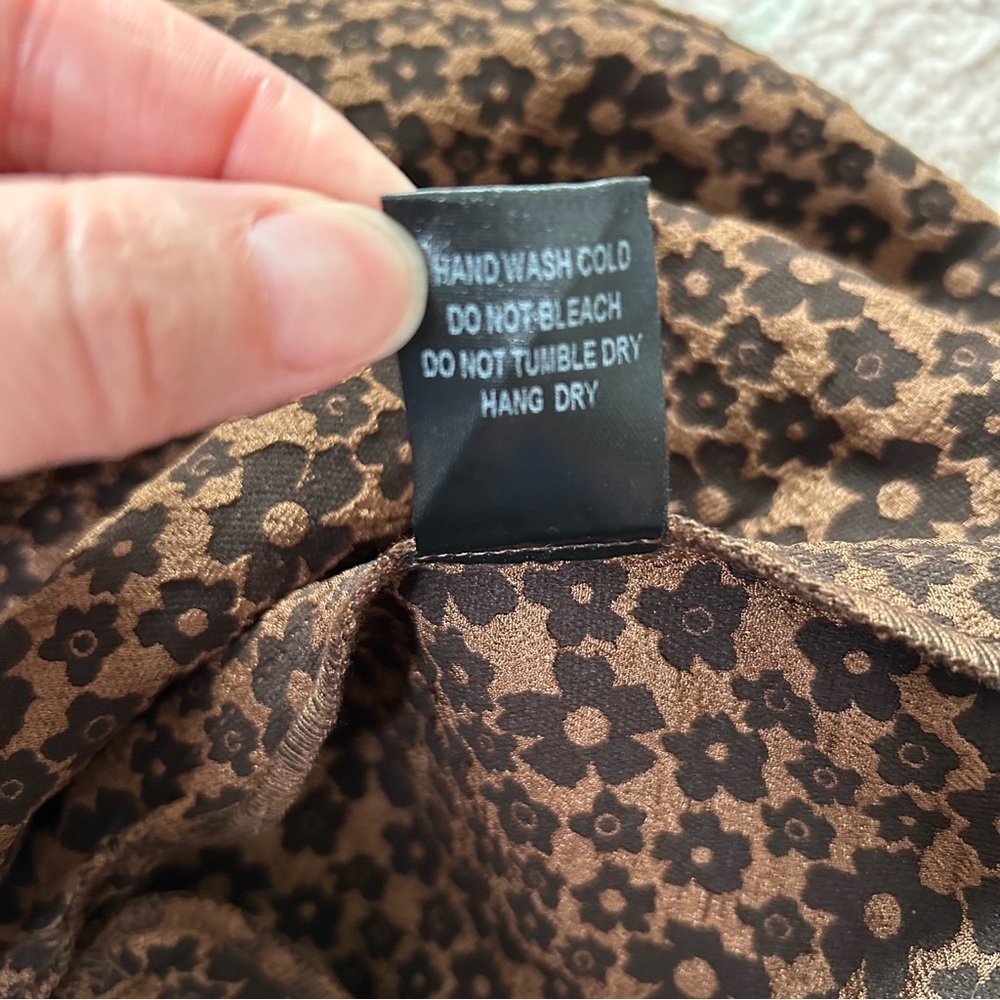 HAND WASH COLD
DO NOT BLEACH
DO NOT TUMBLE DRY
HANG DRY